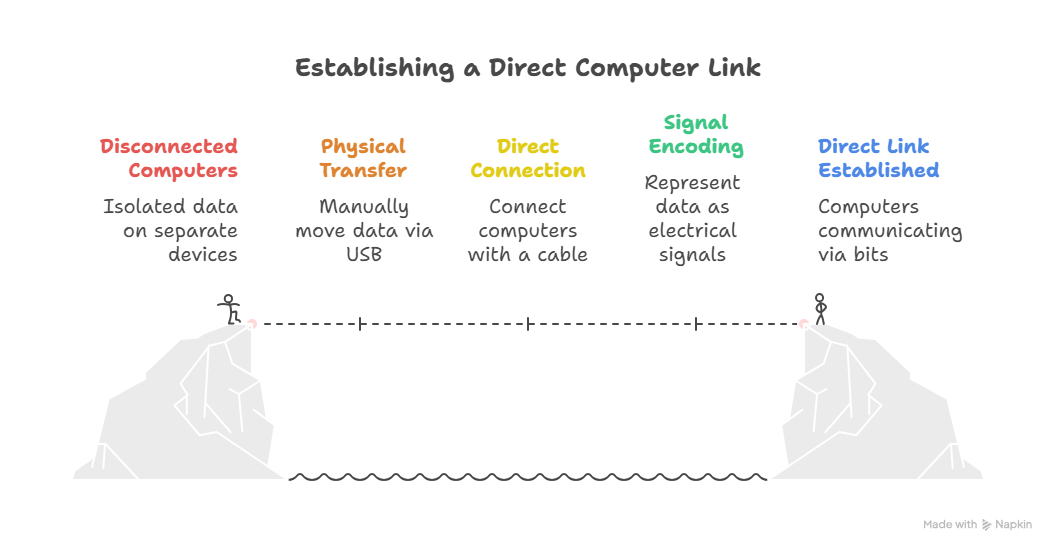 Establishing a Direct Computer Link
Disconnected
Computers
Isolated data
on separate
devices
Physical
Transfer
Manually
move data via
USB
Direct
Connection
Connect
computers
with a cable
Signal
Encoding
Represent
data as
electrical
signals
Direct Link
Established
Computers
communicating
via bits
Made with Napkin